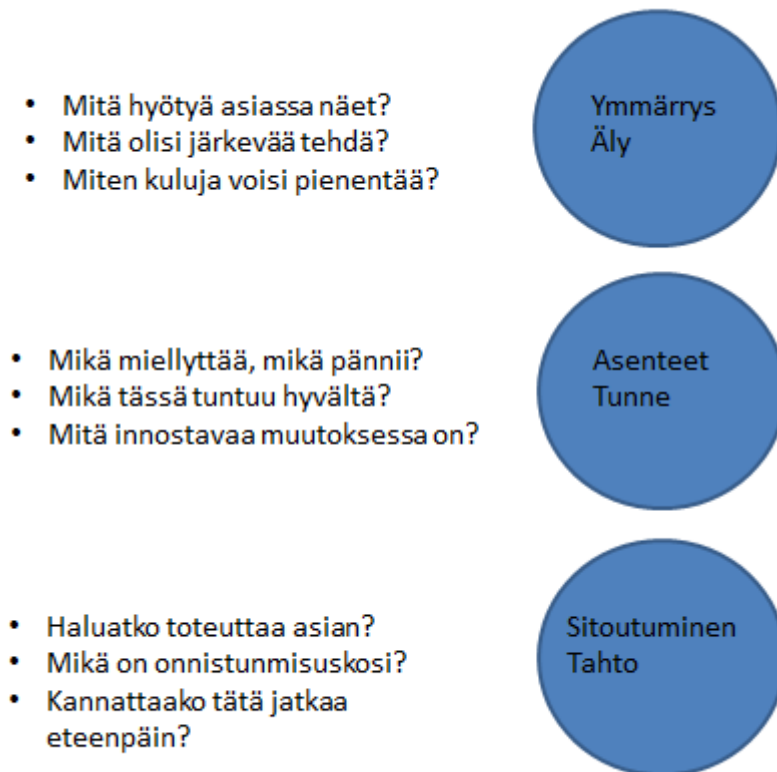 • Mitä hyötyä asiassa näet?
• Mitä olisi järkevää tehdä?
• Miten kuluja voisi pienentää?
Ymmärrys
Äly
• Mikä miellyttää, mikä pännii?
• Mikä tässä tuntuu hyvältä?
• Mitä innostavaa muutoksessa on?
Asenteet
Tunne
• Haluatko toteuttaa asian?
• Mikä on onnistunmisuskosi?
• Kannattaako tätä jatkaa
eteenpäin?
Sitoutuminen
Tahto